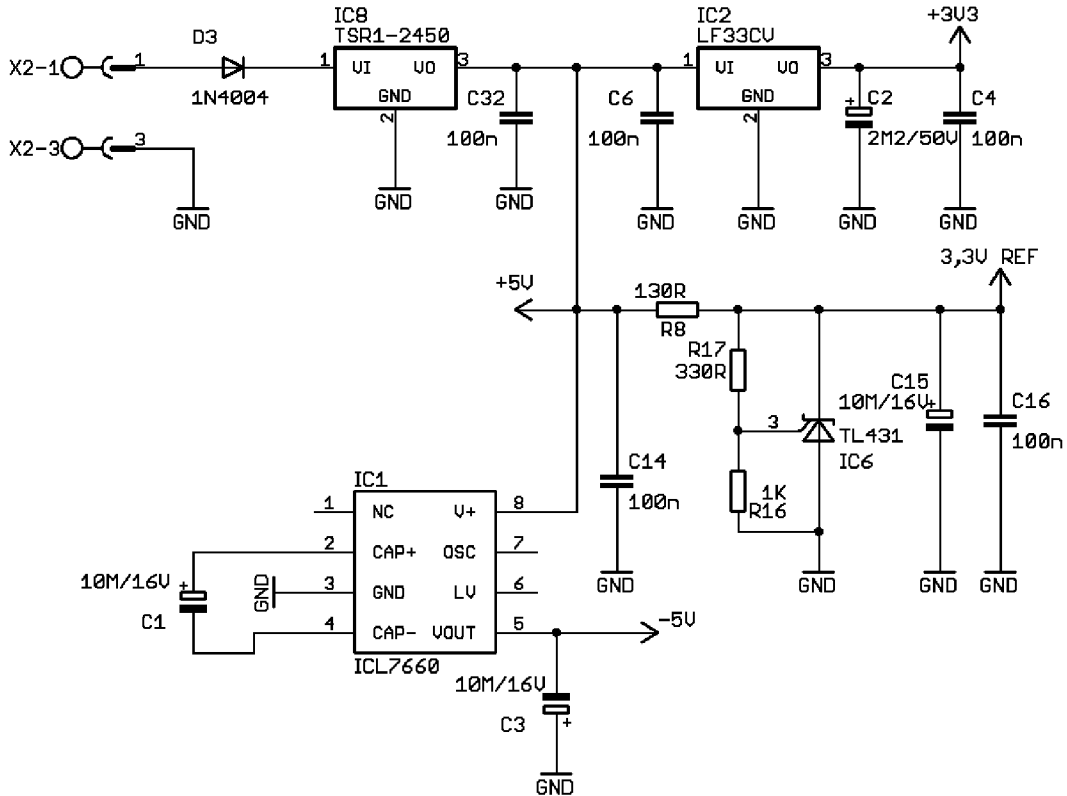 X2-1
1
D3
1N4004
IC8
TSR1-2450
1
VI
VO
3
GND
2
GND
C32
100n
GND
C6
100n
GND
IC2
LF33CV
1
VI
VO
3
GND
2
GND
+3V3
C2
+
2M2/50V
GND
C4
100n
GND
X2-3
3
GND
+5V
130R
R8
3,3V REF
R17
330R
3
TL431
IC6
1K
R16
GND
C15
10M/16V
+
GND
C16
100n
GND
C14
100n
GND
IC1
1
NC
V+
8
2
CAP+
OSC
7
3
GND
LV
6
4
CAP-
VOUT
5
ICL7660
GND
10M/16V
+
C1
-5V
10M/16V
C3
+
GND